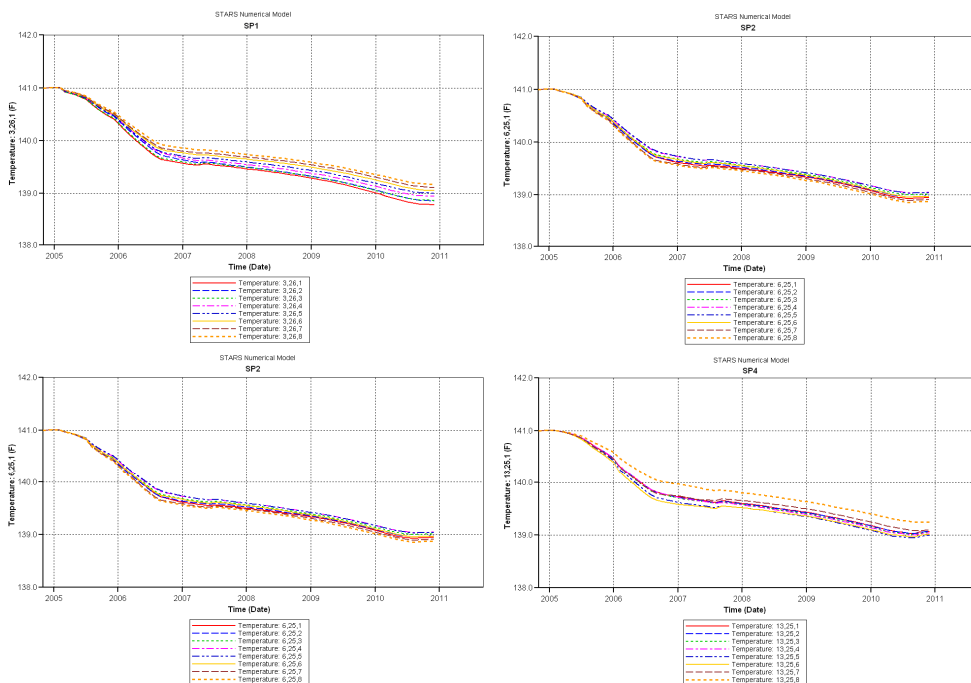 STARS Numerical Model
SP1
142.0
141.0
140.0
139.0
138.0
Temperature: 3,26,1 (F)
2005 2006 2007 2008 2009 2010 2011
Time (Date)
Temperature: 3,26,1
Temperature: 3,26,2
Temperature: 3,26,3
Temperature: 3,26,4
Temperature: 3,26,5
Temperature: 3,26,6
Temperature: 3,26,7
Temperature: 3,26,8
STARS Numerical Model
SP2
142.0
141.0
140.0
139.0
138.0
Temperature: 6,25,1 (F)
2005 2006 2007 2008 2009 2010 2011
Time (Date)
Temperature: 6,25,1
Temperature: 6,25,2
Temperature: 6,25,3
Temperature: 6,25,4
Temperature: 6,25,5
Temperature: 6,25,6
Temperature: 6,25,7
Temperature: 6,25,8
STARS Numerical Model
SP2
142.0
141.0
140.0
139.0
138.0
Temperature: 6,25,1 (F)
2005 2006 2007 2008 2009 2010 2011
Time (Date)
Temperature: 6,25,1
Temperature: 6,25,2
Temperature: 6,25,3
Temperature: 6,25,4
Temperature: 6,25,5
Temperature: 6,25,6
Temperature: 6,25,7
Temperature: 6,25,8
STARS Numerical Model
SP4
142.0
141.0
140.0
139.0
138.0
Temperature: 13,25,1 (F)
2005 2006 2007 2008 2009 2010 2011
Time (Date)
Temperature: 13,25,1
Temperature: 13,25,2
Temperature: 13,25,3
Temperature: 13,25,4
Temperature: 13,25,5
Temperature: 13,25,6
Temperature: 13,25,7
Temperature: 13,25,8